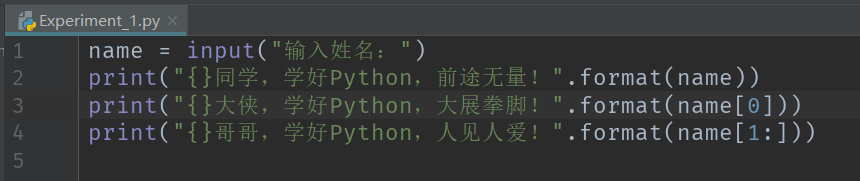 Experiment_1.py
1 name = input("输入姓名：")
2 print("{}同学，学好Python，前途无量！".format(name))
3 print("{}大侠，学好Python，大展拳脚！".format(name[0]))
4 print("{}哥哥，学好Python，人见人爱！".format(name[1:]))
5